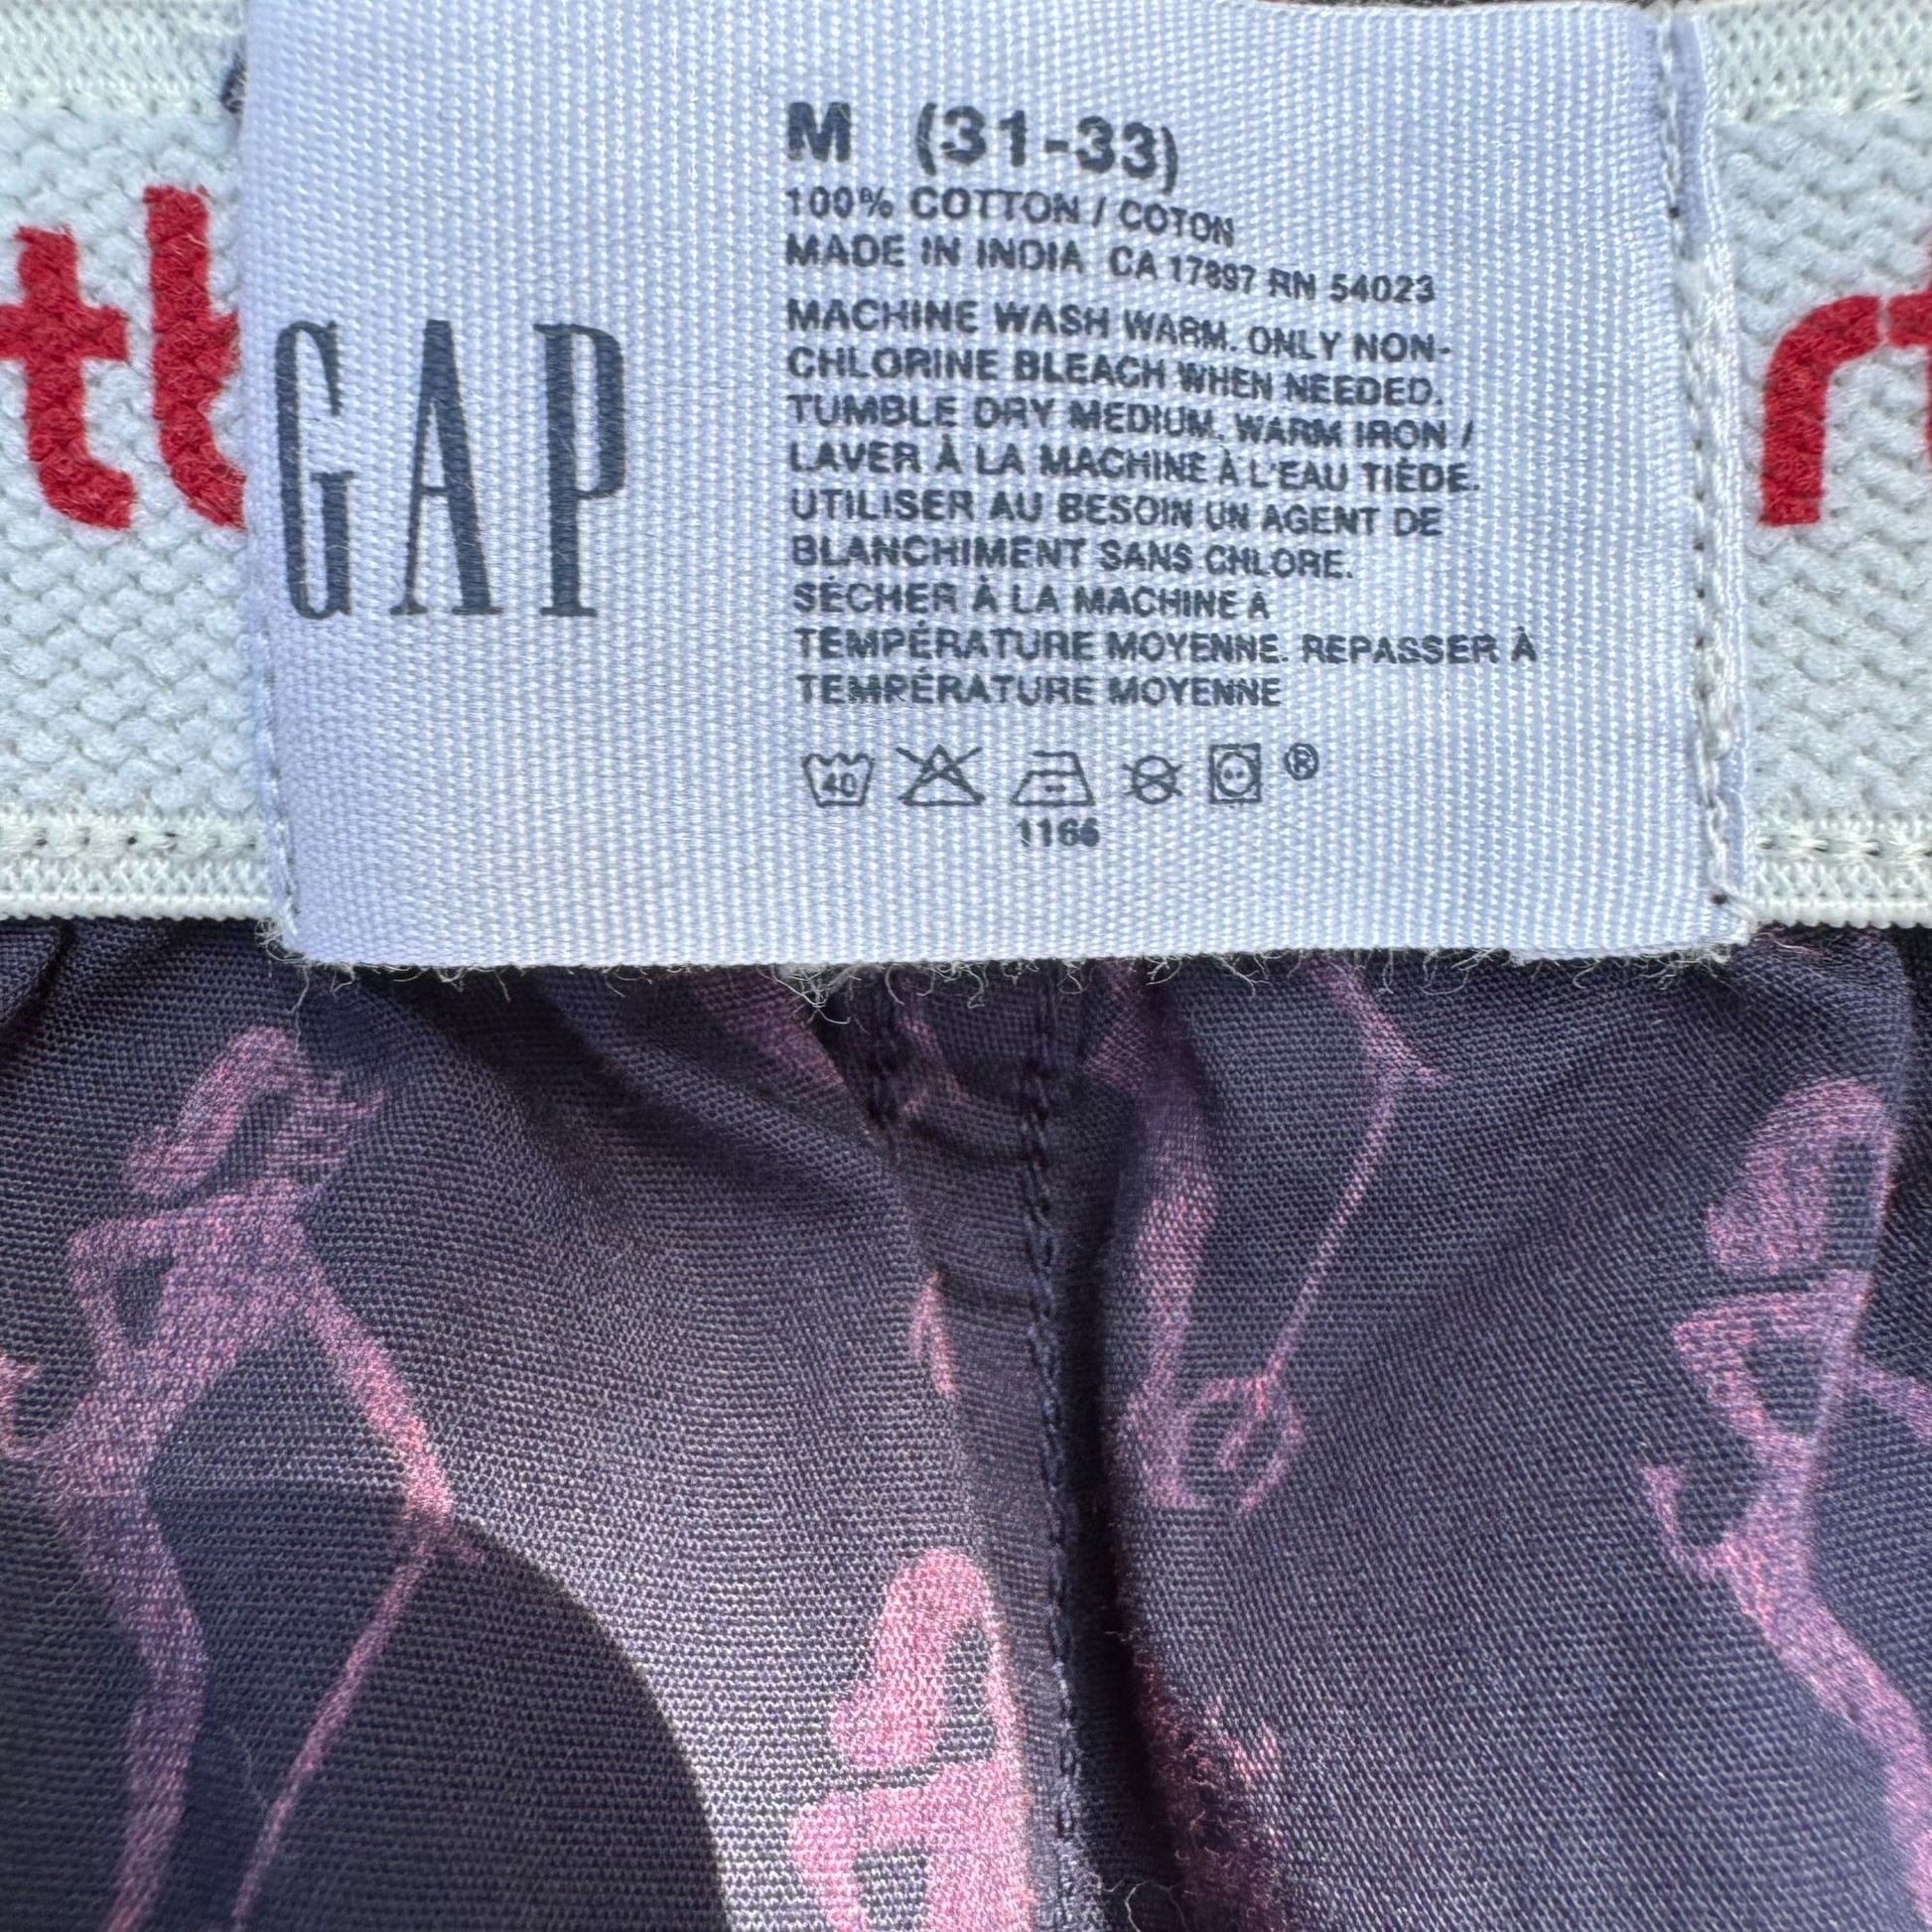 GAP
M (31-33)
100% COTTON / COTON
MADE IN INDIA CA 17897 RN 54023
MACHINE WASH WARM. ONLY NON-
CHLORINE BLEACH WHEN NEEDED.
TUMBLE DRY MEDIUM. WARM IRON /
LAVER À LA MACHINE À L'EAU TIÈDE.
UTILISER AU BESOIN UN AGENT DE
BLANCHIMENT SANS CHLORE.
SÉCHER À LA MACHINE À
TEMPÉRATURE MOYENNE. REPASSER À
TEMPÉRATURE MOYENNE
40 ®
1166